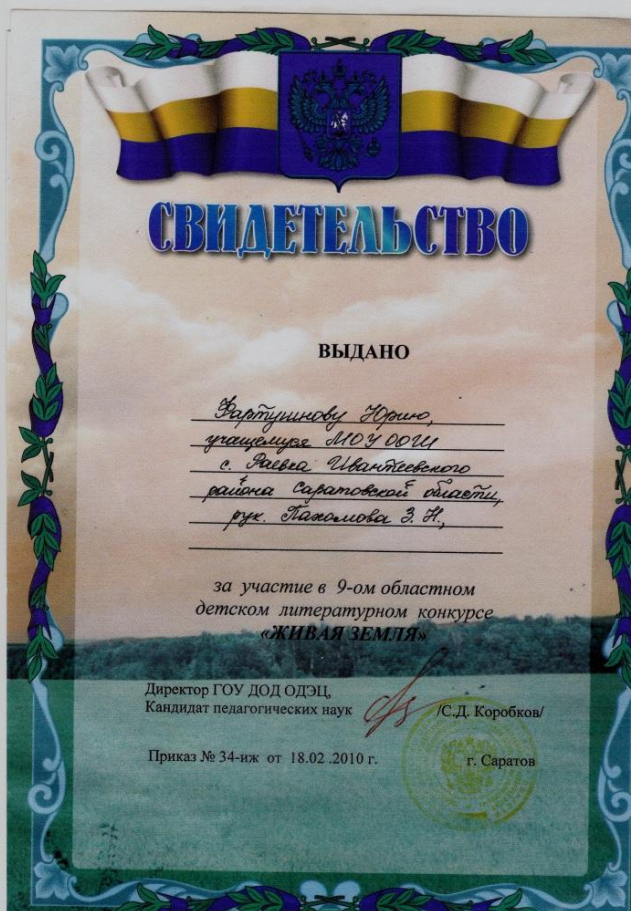 СВИДЕТЕЛЬСТВО
ВЫДАНО
Фартушнову Юрию,
учащемуся МОУ ООШ
с. Раевка Ивантеевского
района Саратовской области,
рук. Пахомова З. Н.,
за участие в 9-ом областном
детском литературном конкурсе
«ЖИВАЯ ЗЕМЛЯ»
Директор ГОУ ДОД ОДЭЦ,
Кандидат педагогических наук /С.Д. Коробков/
Приказ № 34-иж от 18.02 .2010 г. г. Саратов